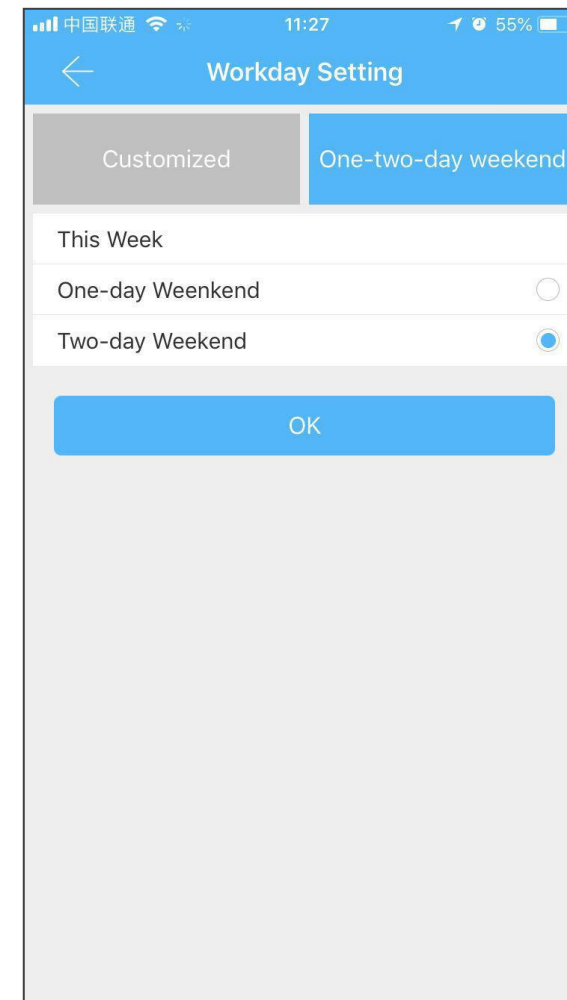 中国联通 11:27 55%
Workday Setting
Customized One-two-day weekend
This Week
One-day Weenkend
Two-day Weekend
OK